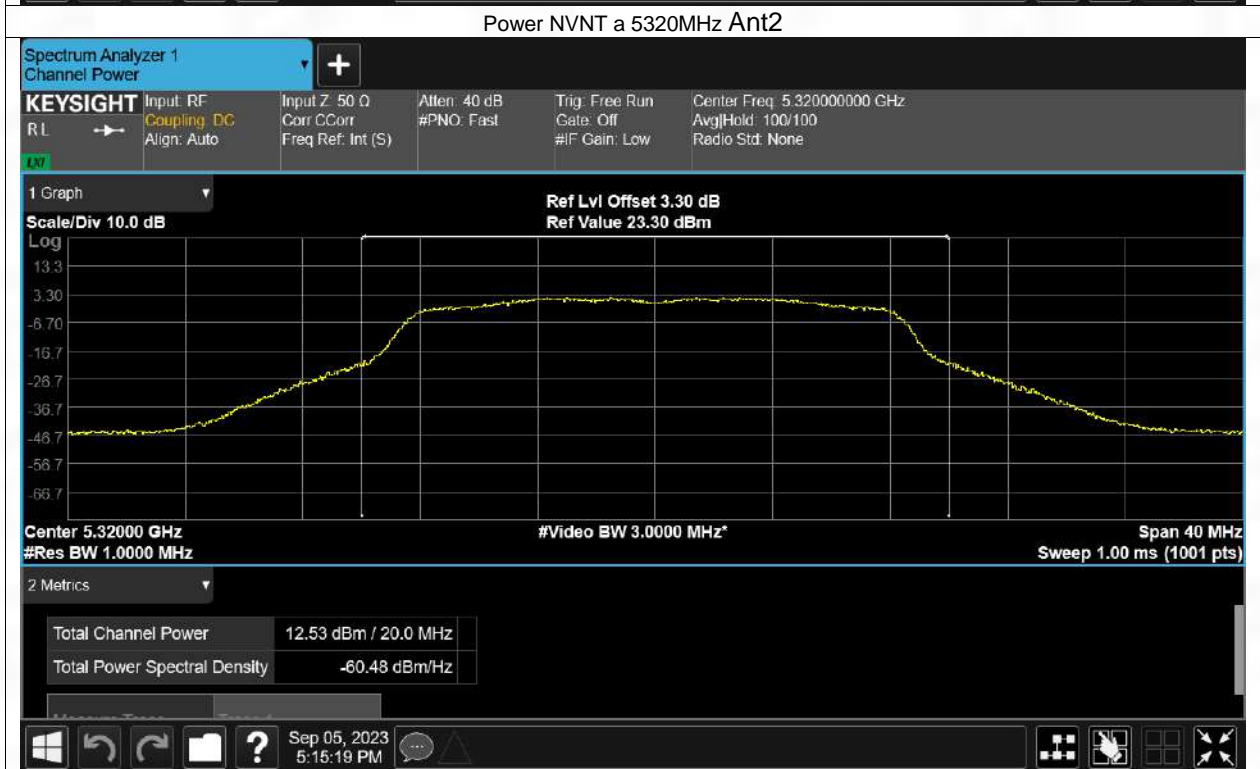 Power NVNT a 5320MHz Ant2
Spectrum Analyzer 1
Channel Power
+
KEYSIGHT
RL
LXI
Input: RF
Coupling: DC
Align: Auto
Input Z: 50 Ω
Corr CCorr
Freq Ref: Int (S)
Atten: 40 dB
#PNO: Fast
Trig: Free Run
Gate: Off
#IF Gain: Low
Center Freq: 5.320000000 GHz
Avg|Hold: 100/100
Radio Std: None
1 Graph
Scale/Div 10.0 dB
Ref Lvl Offset 3.30 dB
Ref Value 23.30 dBm
Log
13.3
3.30
-6.70
-16.7
-26.7
-36.7
-46.7
-56.7
-66.7
Center 5.32000 GHz
#Res BW 1.0000 MHz
#Video BW 3.0000 MHz*
Span 40 MHz
Sweep 1.00 ms (1001 pts)
2 Metrics
Total Channel Power 12.53 dBm / 20.0 MHz
Total Power Spectral Density -60.48 dBm/Hz
?
Sep 05, 2023
5:15:19 PM